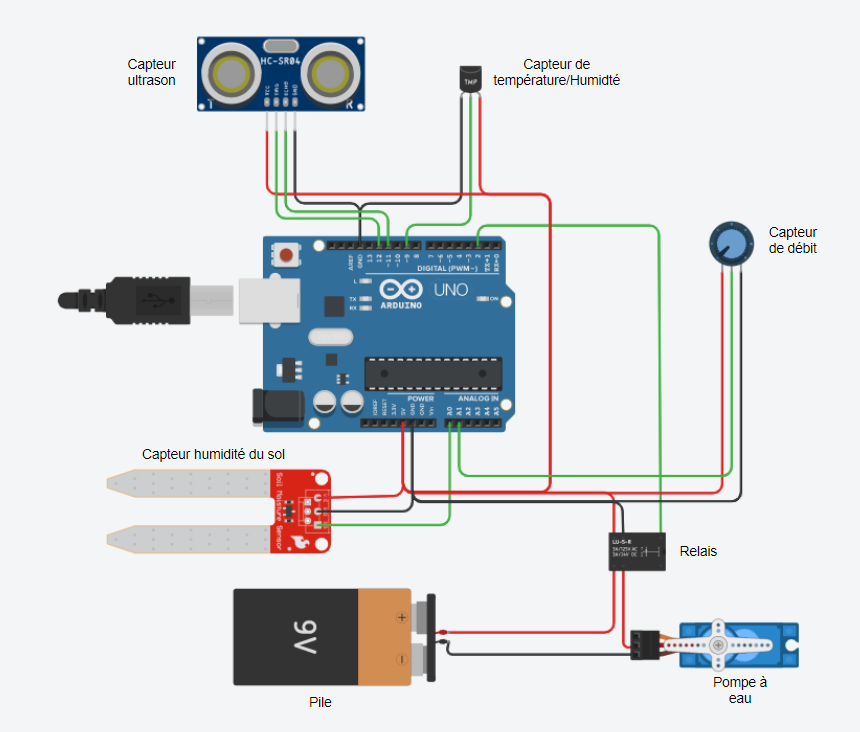 Capteur
ultrason
HC-SR04
T
R
VCC
TRIG
ECHO
GND
Capteur de
température/Humidté
TMP
Capteur
de débit
AREF
GND
13
12
~11
~10
~9
8
7
~6
~5
4
~3
2
TX→1
RX←0
DIGITAL (PWM~)
L
TX
RX
ARDUINO
UNO
ON
POWER
ANALOG IN
IOREF
RESET
3.3V
5V
GND
GND
Vin
A0
A1
A2
A3
A4
A5
Capteur humidité du sol
Soil Moisture Sensor
LU-5-R
Relais
9V
+
-
Pile
Pompe à
eau